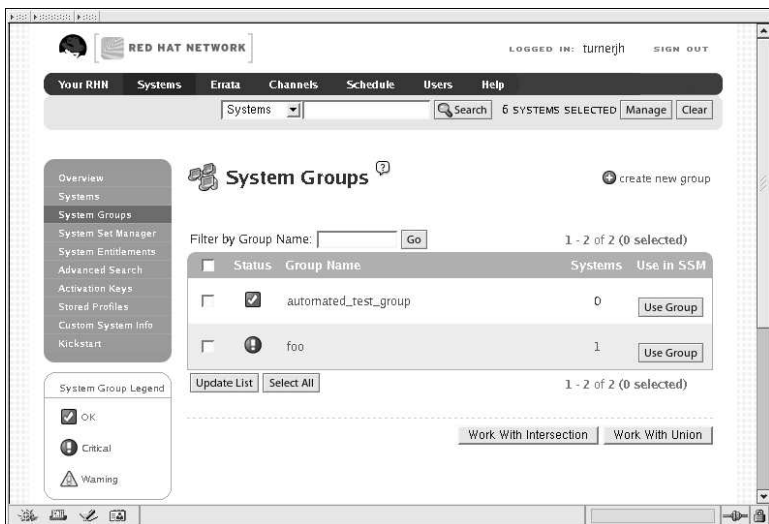 RED HAT NETWORK
LOGGED IN: turnerjh SIGN OUT
Your RHN Systems Errata Channels Schedule Users Help
Systems Search 6 SYSTEMS SELECTED Manage Clear
Overview
Systems
System Groups
System Set Manager
System Entitlements
Advanced Search
Activation Keys
Stored Profiles
Custom System Info
Kickstart
System Groups ?
create new group
Filter by Group Name: Go 1 - 2 of 2 (0 selected)
Status Group Name Systems Use in SSM
automated_test_group 0 Use Group
foo 1 Use Group
Update List Select All 1 - 2 of 2 (0 selected)
Work With Intersection Work With Union
System Group Legend
OK
Critical
Warning